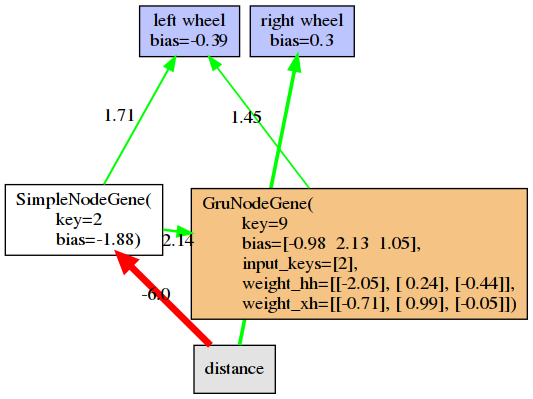 left wheel
bias=-0.39
right wheel
bias=0.3
1.71
1.45
SimpleNodeGene(
key=2
bias=-1.88)
2.14
GruNodeGene(
key=9
bias=[-0.98 2.13 1.05],
input_keys=[2],
weight_hh=[[-2.05], [ 0.24], [-0.44]],
weight_xh=[[-0.71], [ 0.99], [-0.05]])
-6.0
distance